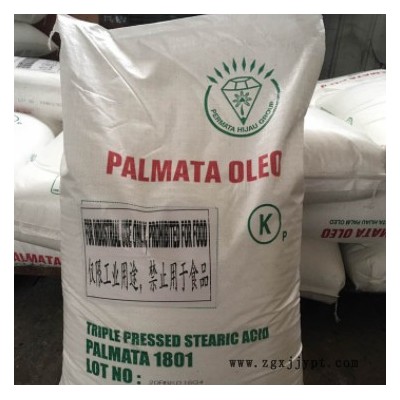 PERMATA HIJAU GROUP
PALMATA OLEO
K
P
FOR INDUSTRIAL USE ONLY, PROHIBITED FOR FOOD
仅限工业用途，禁止用于食品
TRIPLE PRESSED STEARIC ACID
PALMATA 1801
LOT NO :
www.zgxjjypt.com